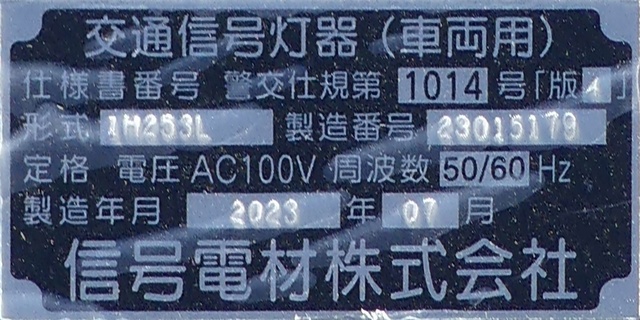 交通信号灯器（車両用）
仕様書番号 警交仕規第 1014 号「版4」
形式 1H253L 製造番号 23015179
定格 電圧 AC100V 周波数 50/60 Hz
製造年月 2023 年 07 月
信号電材株式会社